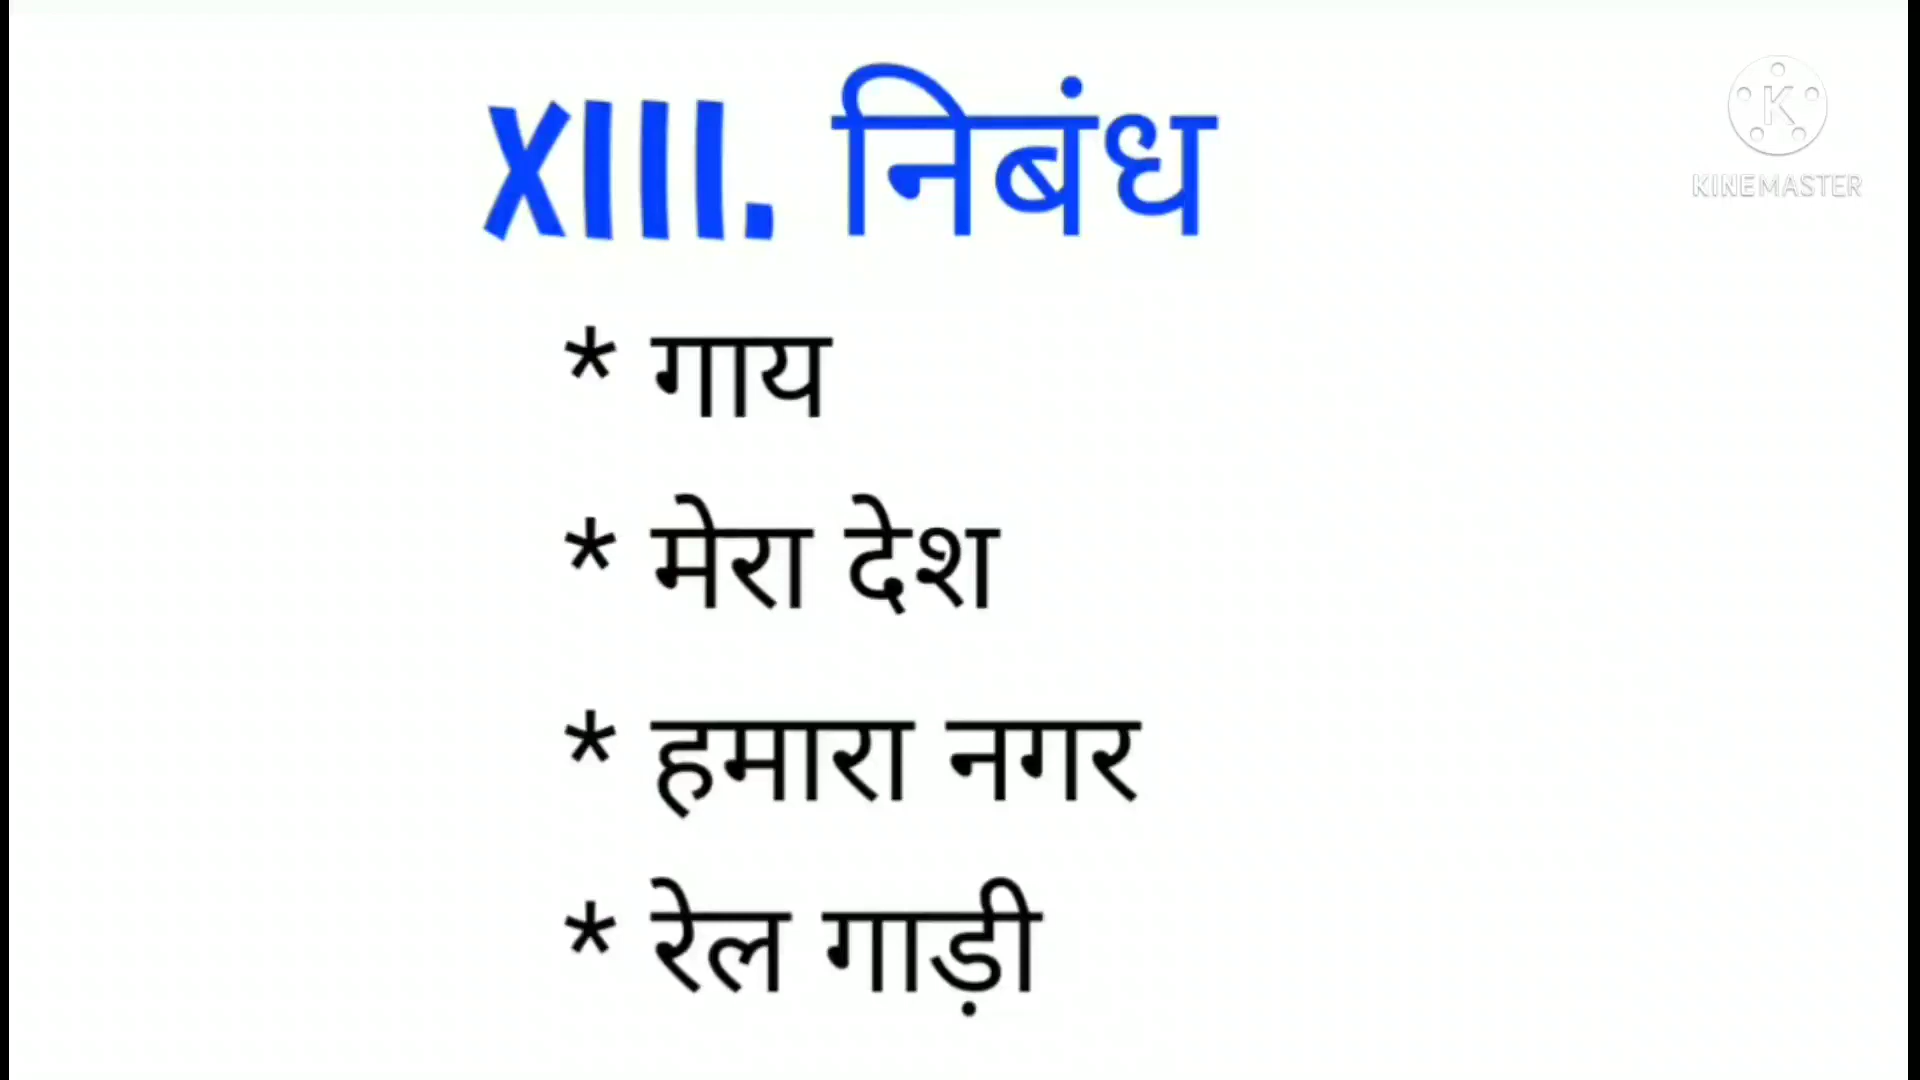 XIII. निबंध
KINEMASTER
* गाय
* मेरा देश
* हमारा नगर
* रेल गाड़ी